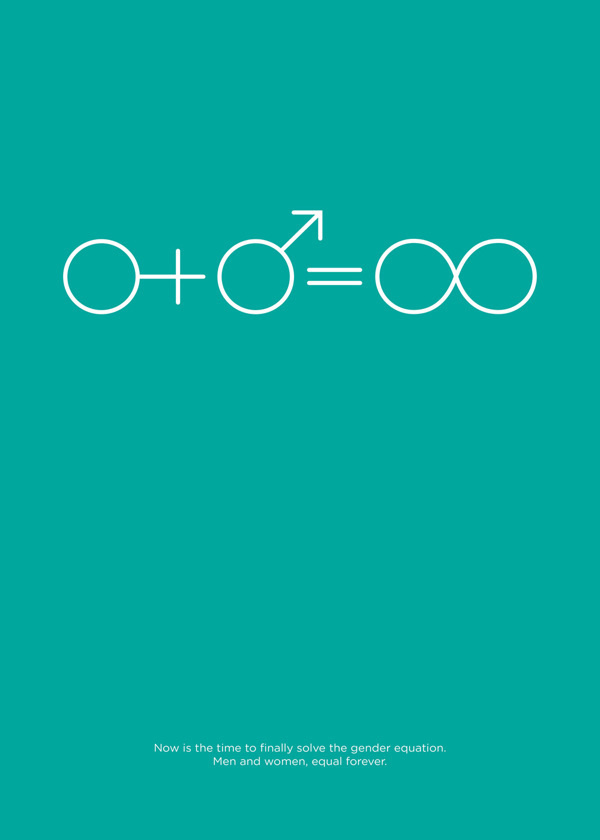 Now is the time to finally solve the gender equation.
Men and women, equal forever.